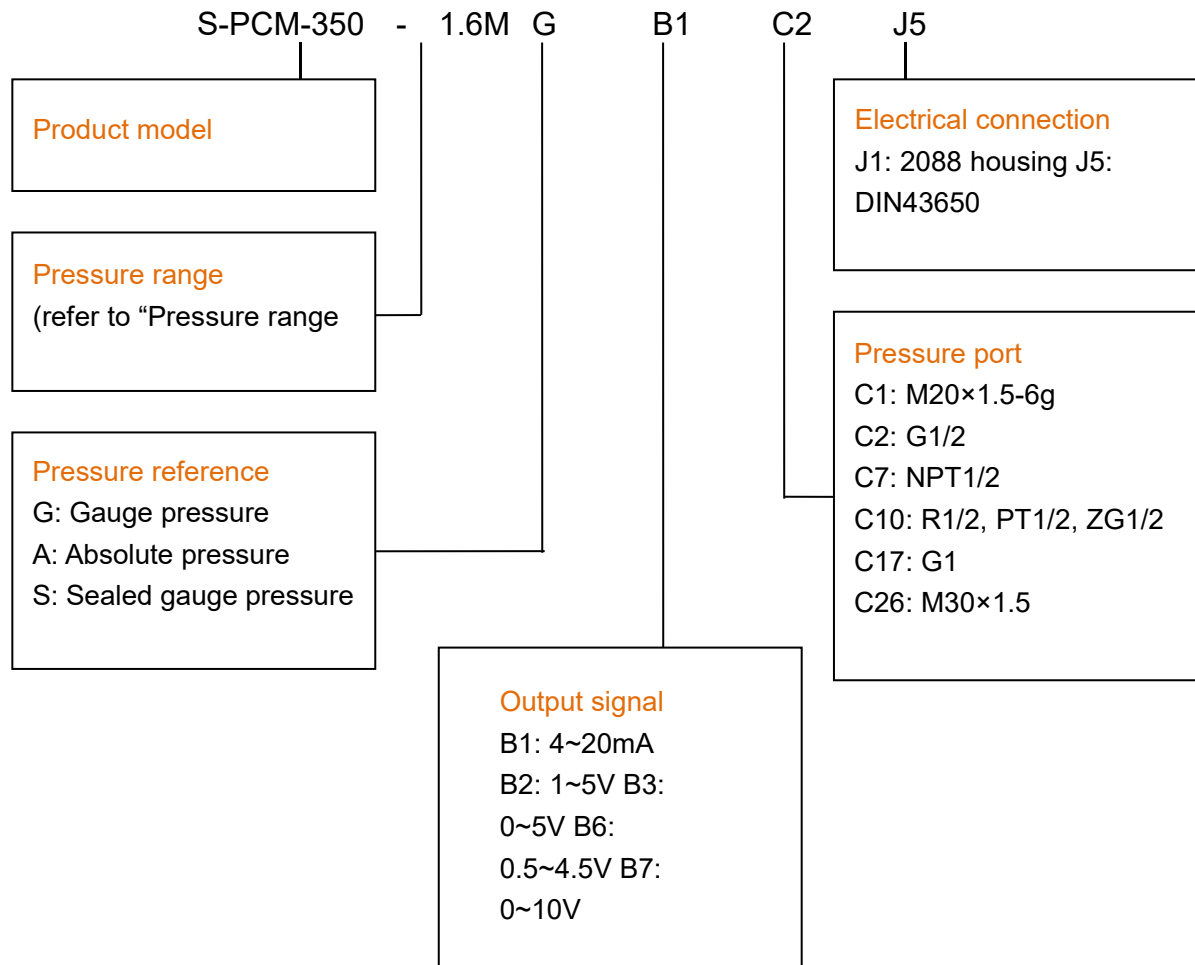 S-PCM-350 - 1.6M G B1 C2 J5
Product model
Pressure range
(refer to “Pressure range
Pressure reference
G: Gauge pressure
A: Absolute pressure
S: Sealed gauge pressure
Output signal
B1: 4~20mA
B2: 1~5V B3:
0~5V B6:
0.5~4.5V B7:
0~10V
Electrical connection
J1: 2088 housing J5:
DIN43650
Pressure port
C1: M20×1.5-6g
C2: G1/2
C7: NPT1/2
C10: R1/2, PT1/2, ZG1/2
C17: G1
C26: M30×1.5